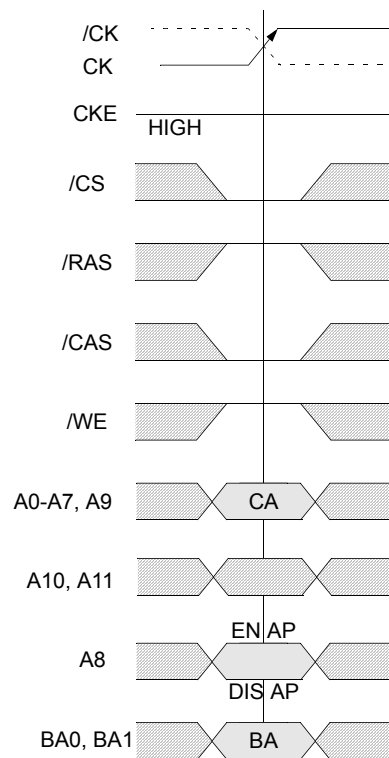 /CK
CK
CKE
HIGH
/CS
/RAS
/CAS
/WE
A0-A7, A9
CA
A10, A11
EN AP
A8
DIS AP
BA0, BA1
BA